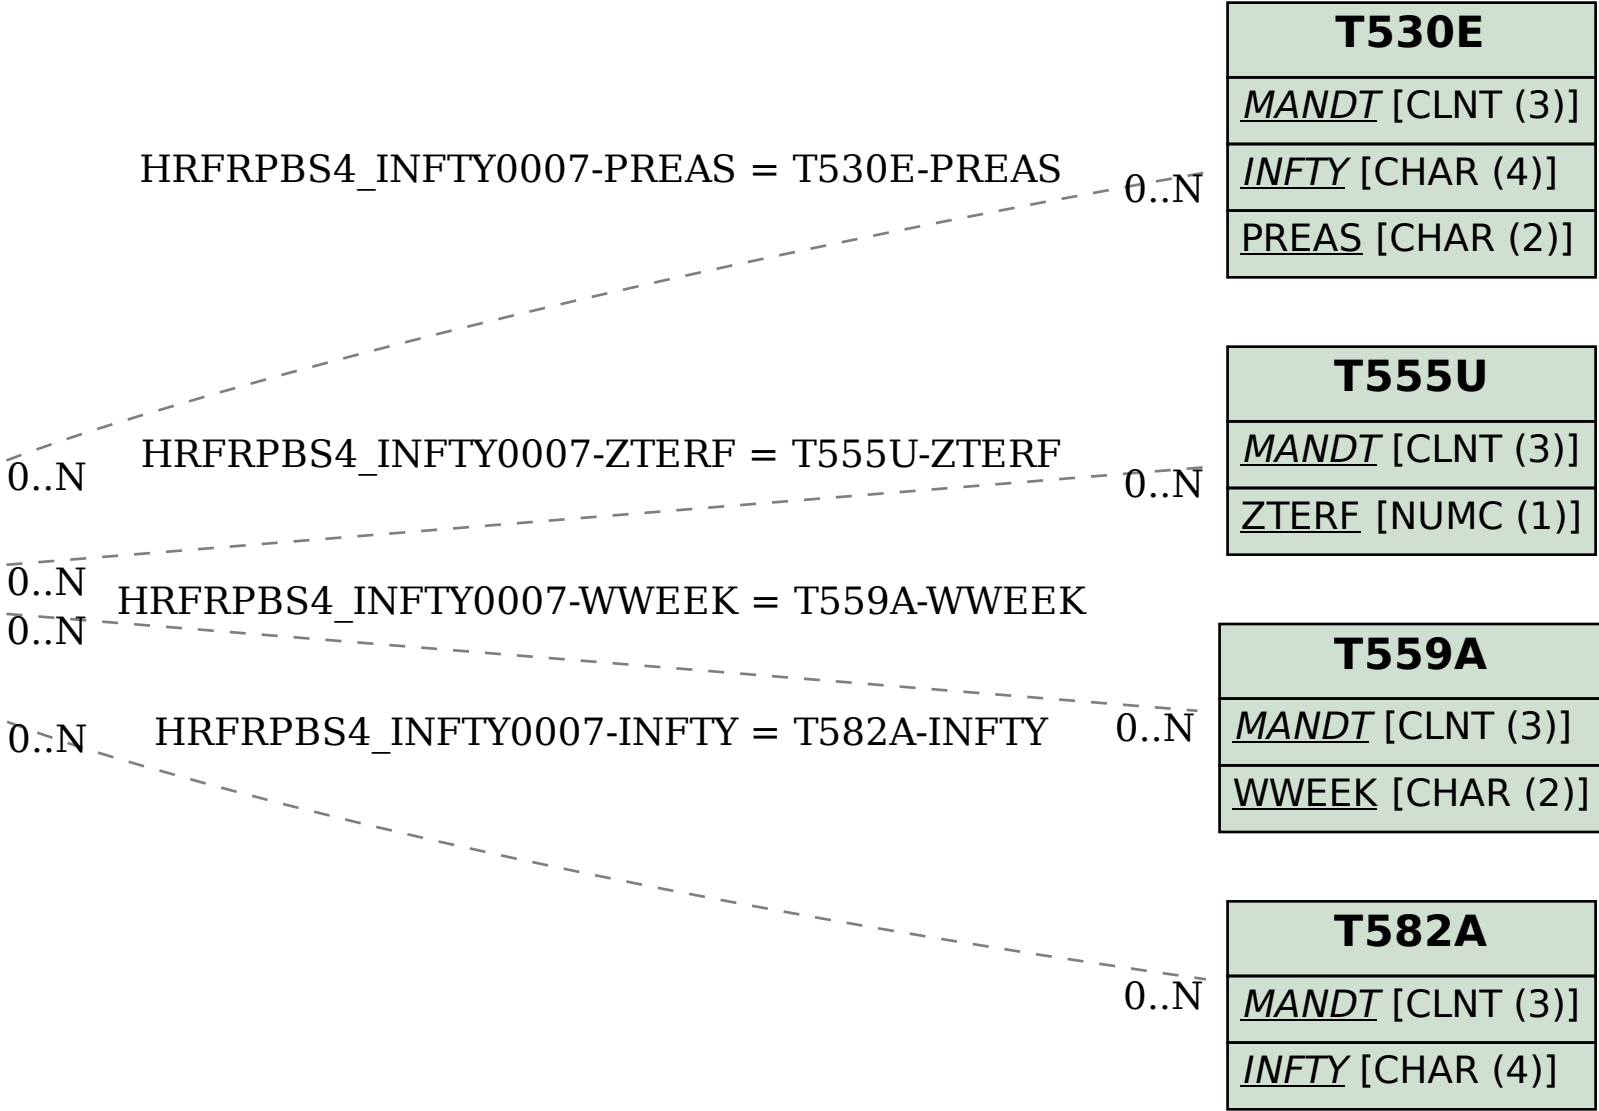 T530E
MANDT [CLNT (3)]
INFTY [CHAR (4)]
PREAS [CHAR (2)]
HRFRPBS4_INFTY0007-PREAS = T530E-PREAS
0..N
0..N
T555U
MANDT [CLNT (3)]
ZTERF [NUMC (1)]
HRFRPBS4_INFTY0007-ZTERF = T555U-ZTERF
0..N
0..N
HRFRPBS4_INFTY0007-WWEEK = T559A-WWEEK
0..N
0..N
T559A
MANDT [CLNT (3)]
WWEEK [CHAR (2)]
HRFRPBS4_INFTY0007-INFTY = T582A-INFTY
0..N
0..N
T582A
MANDT [CLNT (3)]
INFTY [CHAR (4)]